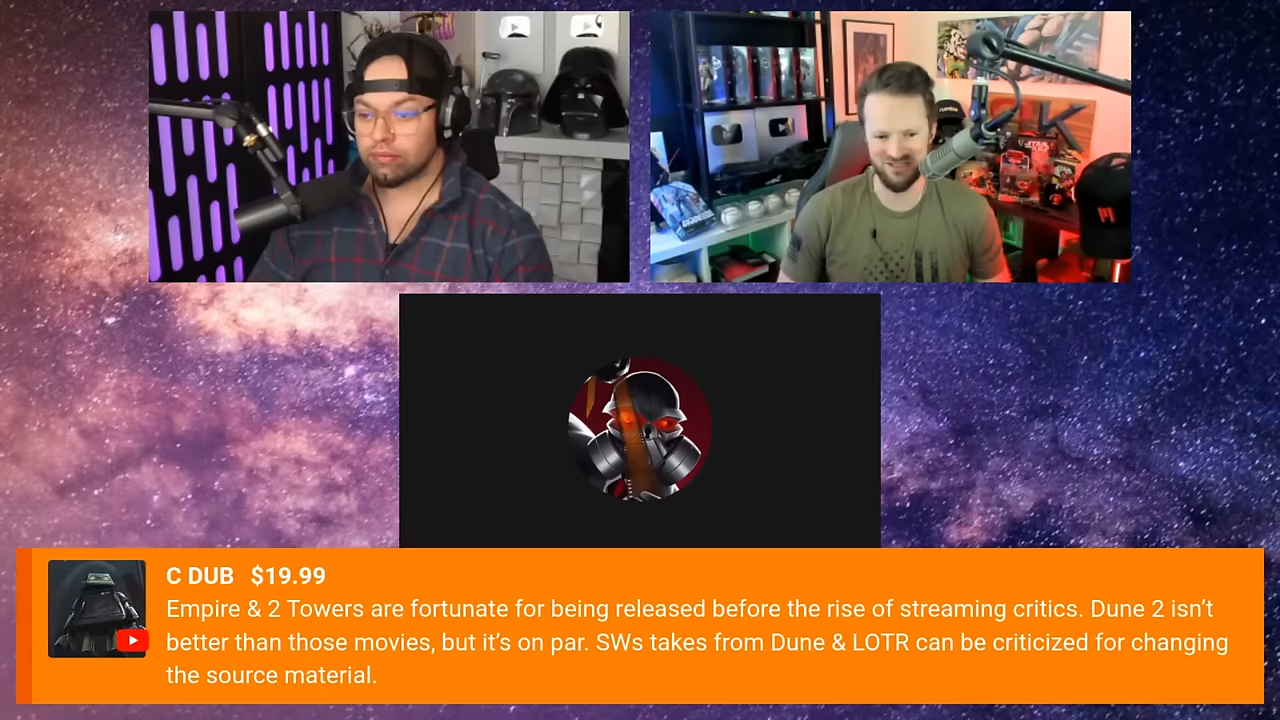 C DUB $19.99
Empire & 2 Towers are fortunate for being released before the rise of streaming critics. Dune 2 isn’t
better than those movies, but it’s on par. SWs takes from Dune & LOTR can be criticized for changing
the source material.